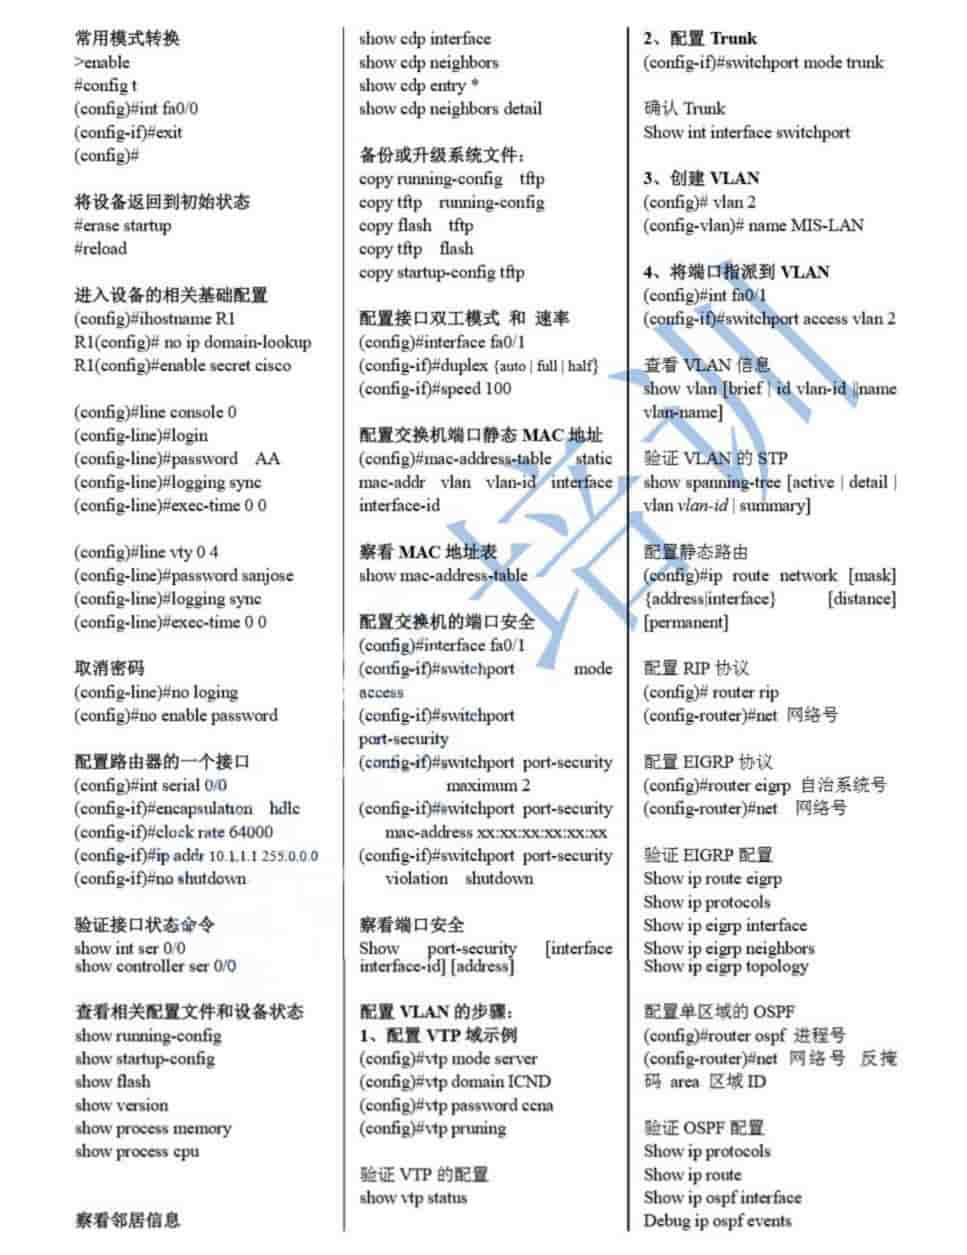 常用模式转换
>enable
#config t
(config)#int fa0/0
(config-if)#exit
(config)#
将设备返回到初始状态
#erase startup
#reload
进入设备的相关基础配置
(config)#ihostname R1
R1(config)# no ip domain-lookup
R1(config)#enable secret cisco
(config)#line console 0
(config-line)#login
(config-line)#password AA
(config-line)#logging sync
(config-line)#exec-time 0 0
(config)#line vty 0 4
(config-line)#password sanjose
(config-line)#logging sync
(config-line)#exec-time 0 0
取消密码
(config-line)#no loging
(config)#no enable password
配置路由器的一个接口
(config)#int serial 0/0
(config-if)#encapsulation hdlc
(config-if)#clock rate 64000
(config-if)#ip addr 10.1.1.1 255.0.0.0
(config-if)#no shutdown
验证接口状态命令
show int ser 0/0
show controller ser 0/0
查看相关配置文件和设备状态
show running-config
show startup-config
show flash
show version
show process memory
show process cpu
察看邻居信息
show cdp interface
show cdp neighbors
show cdp entry *
show cdp neighbors detail
备份或升级系统文件：
copy running-config tftp
copy tftp running-config
copy flash tftp
copy tftp flash
copy startup-config tftp
配置接口双工模式 和 速率
(config)#interface fa0/1
(config-if)#duplex {auto | full | half}
(config-if)#speed 100
配置交换机端口静态 MAC 地址
(config)#mac-address-table static
mac-addr vlan vlan-id interface
interface-id
察看 MAC 地址表
show mac-address-table
配置交换机的端口安全
(config)#interface fa0/1
(config-if)#switchport mode
access
(config-if)#switchport
port-security
(config-if)#switchport port-security
maximum 2
(config-if)#switchport port-security
mac-address xx:xx:xx:xx:xx:xx
(config-if)#switchport port-security
violation shutdown
察看端口安全
Show port-security [interface
interface-id] [address]
配置 VLAN 的步骤：
1、配置 VTP 域示例
(config)#vtp mode server
(config)#vtp domain ICND
(config)#vtp password ccna
(config)#vtp pruning
验证 VTP 的配置
show vtp status
2、配置 Trunk
(config-if)#switchport mode trunk
确认 Trunk
Show int interface switchport
3、创建 VLAN
(config)# vlan 2
(config-vlan)# name MIS-LAN
4、将端口指派到 VLAN
(config)#int fa0/1
(config-if)#switchport access vlan 2
查看 VLAN 信息
show vlan [brief | id vlan-id ||name
vlan-name]
验证 VLAN 的 STP
show spanning-tree [active | detail |
vlan vlan-id | summary]
配置静态路由
(config)#ip route network [mask]
{address|interface} [distance]
[permanent]
配置 RIP 协议
(config)# router rip
(config-router)#net 网络号
配置 EIGRP 协议
(config)#router eigrp 自治系统号
(config-router)#net 网络号
验证 EIGRP 配置
Show ip route eigrp
Show ip protocols
Show ip eigrp interface
Show ip eigrp neighbors
Show ip eigrp topology
配置单区域的 OSPF
(config)#router ospf 进程号
(config-router)#net 网络号 反掩
码 area 区域 ID
验证 OSPF 配置
Show ip protocols
Show ip route
Show ip ospf interface
Debug ip ospf events
培训